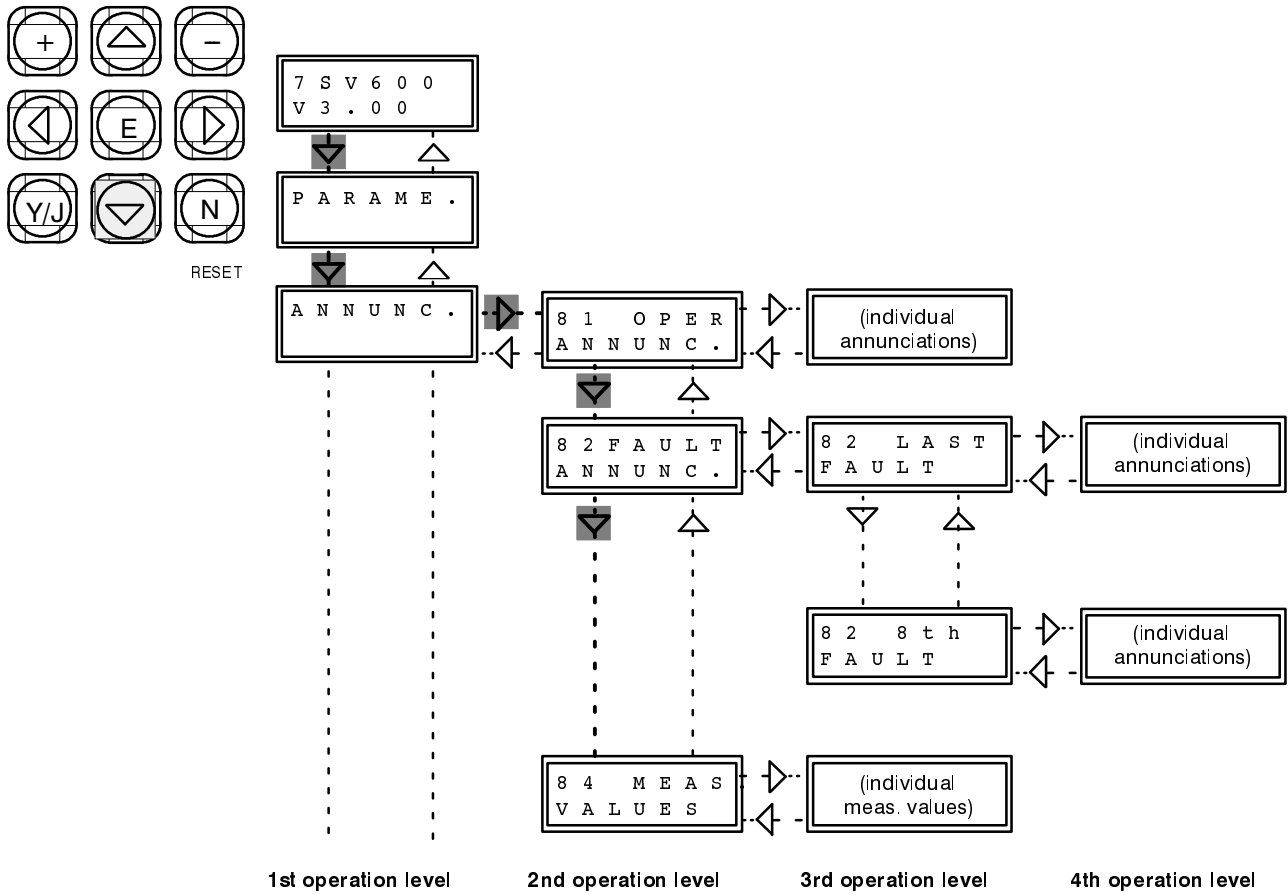 +
−
E
Y/J
N
RESET
7 S V 6 0 0
V 3 . 0 0
P A R A M E .
A N N U N C .
8 1 O P E R
A N N U N C .
(individual
annunciations)
8 2 F A U L T
A N N U N C .
8 2 L A S T
F A U L T
(individual
annunciations)
8 2 8 t h
F A U L T
(individual
annunciations)
8 4 M E A S .
V A L U E S
(individual
meas. values)
1st operation level
2nd operation level
3rd operation level
4th operation level